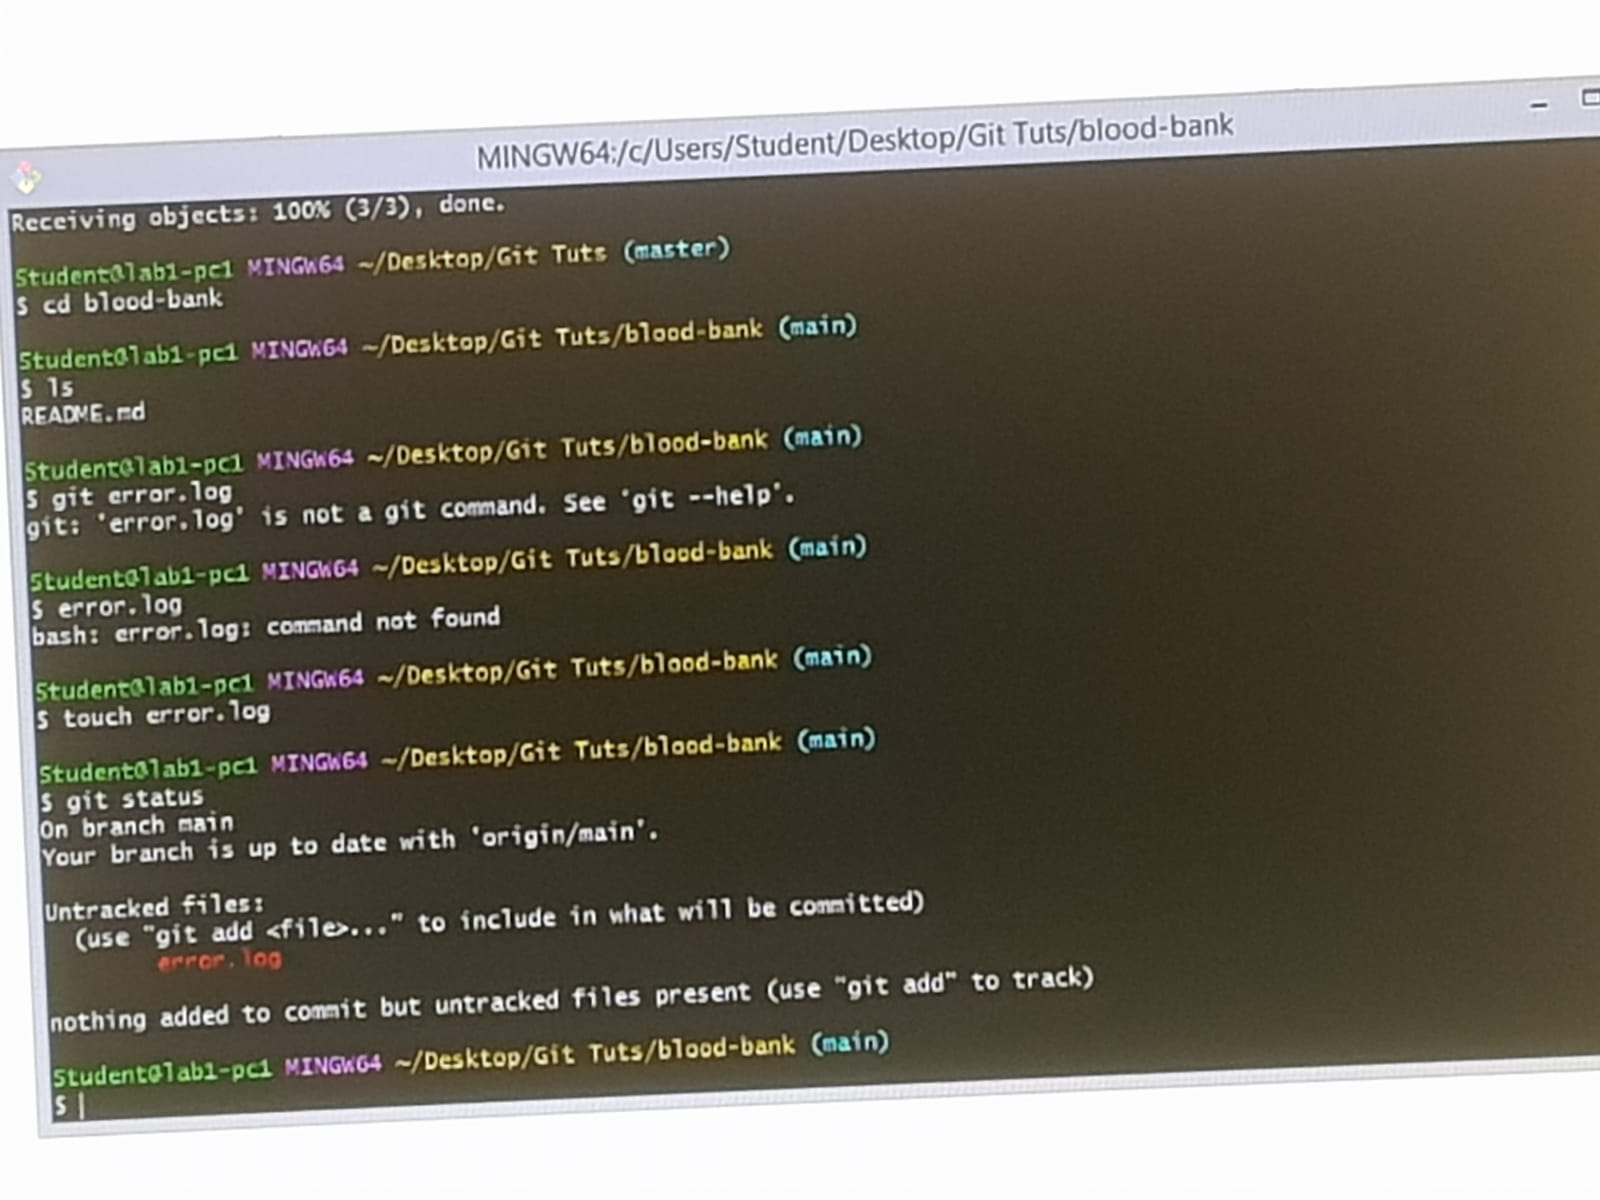 MINGW64:/c/Users/Student/Desktop/Git Tuts/blood-bank
Receiving objects: 100% (3/3), done.
Student@lab1-pc1 MINGW64 ~/Desktop/Git Tuts (master)
$ cd blood-bank
Student@lab1-pc1 MINGW64 ~/Desktop/Git Tuts/blood-bank (main)
$ ls
README.md
Student@lab1-pc1 MINGW64 ~/Desktop/Git Tuts/blood-bank (main)
$ git error.log
git: 'error.log' is not a git command. See 'git --help'.
Student@lab1-pc1 MINGW64 ~/Desktop/Git Tuts/blood-bank (main)
$ error.log
bash: error.log: command not found
Student@lab1-pc1 MINGW64 ~/Desktop/Git Tuts/blood-bank (main)
$ touch error.log
Student@lab1-pc1 MINGW64 ~/Desktop/Git Tuts/blood-bank (main)
$ git status
On branch main
Your branch is up to date with 'origin/main'.
Untracked files:
(use "git add <file>..." to include in what will be committed)
error.log
nothing added to commit but untracked files present (use "git add" to track)
Student@lab1-pc1 MINGW64 ~/Desktop/Git Tuts/blood-bank (main)
$